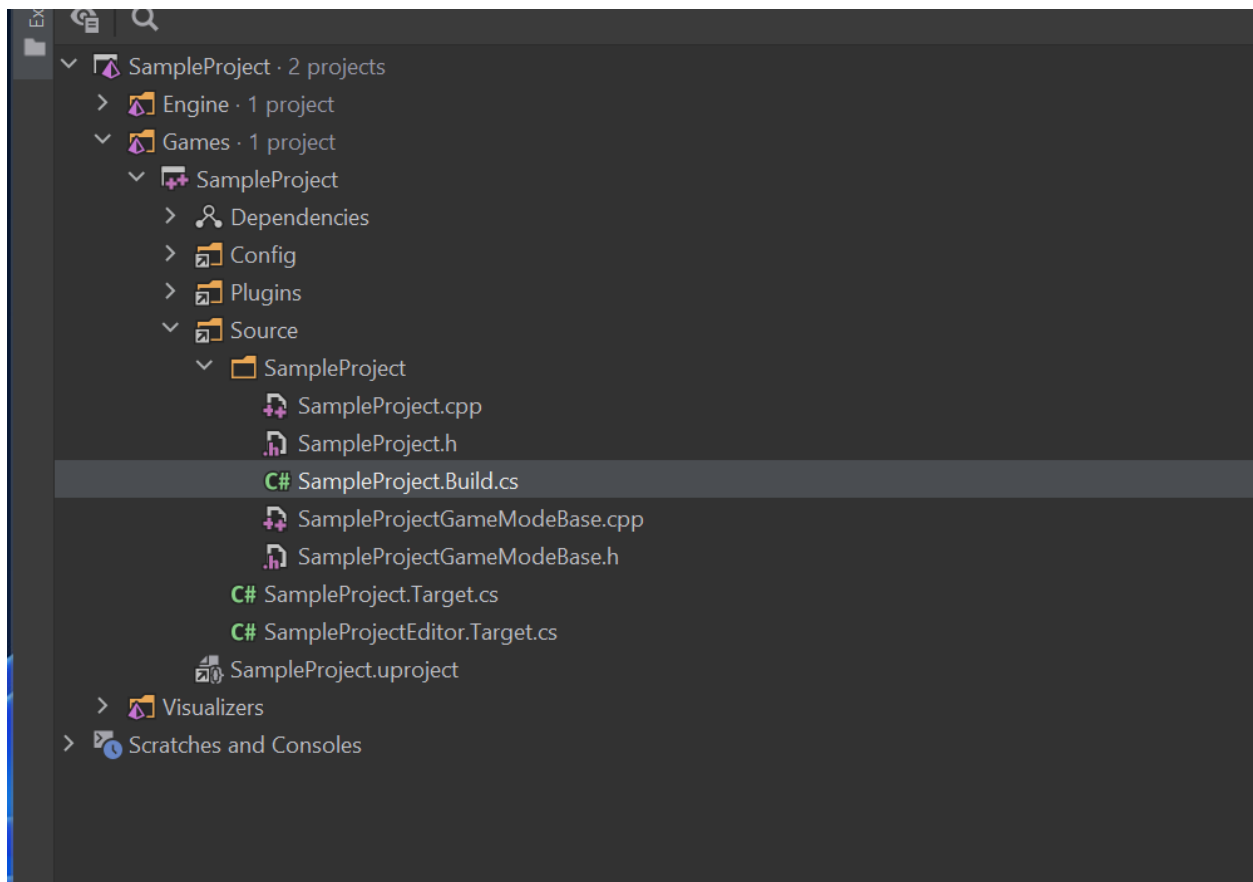 Ex
SampleProject · 2 projects
Engine · 1 project
Games · 1 project
SampleProject
Dependencies
Config
Plugins
Source
SampleProject
SampleProject.cpp
SampleProject.h
C# SampleProject.Build.cs
SampleProjectGameModeBase.cpp
.h SampleProjectGameModeBase.h
C# SampleProject.Target.cs
C# SampleProjectEditor.Target.cs
SampleProject.uproject
Visualizers
Scratches and Consoles